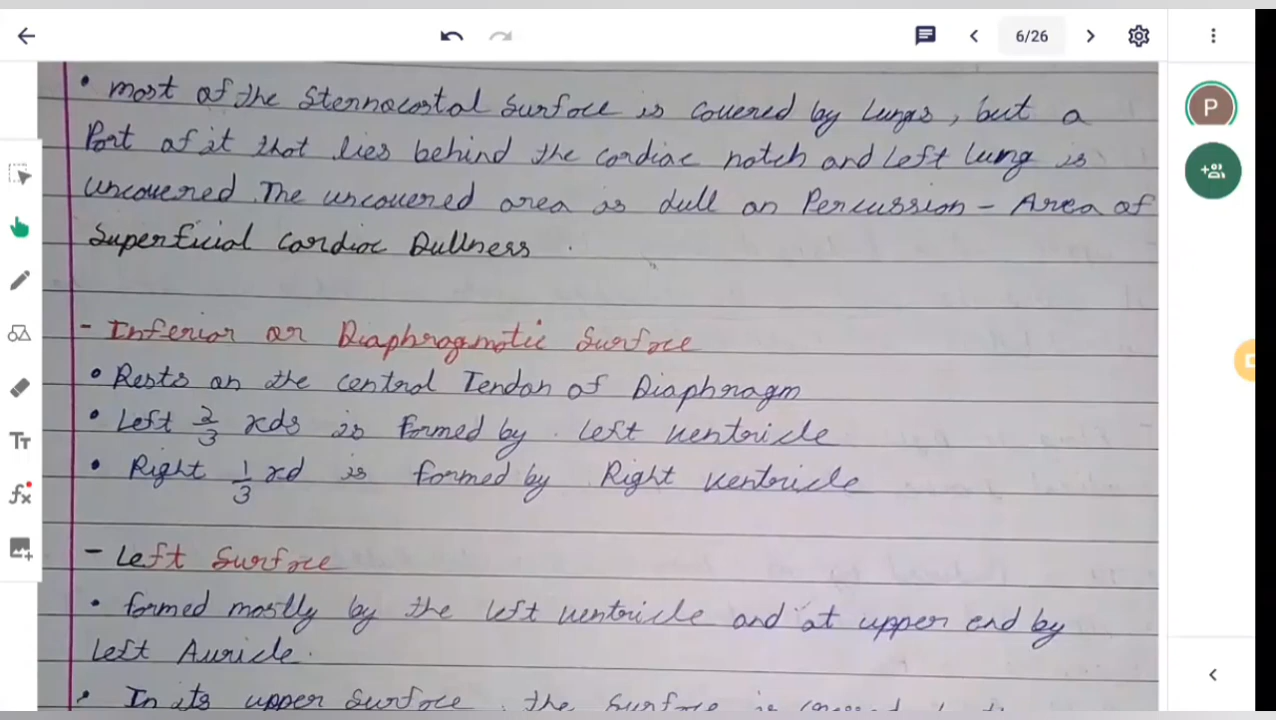 6/26
P
• most of the Sternocostal Surface is covered by Lungs, but a
Part of it that lies behind the cardiac notch and Left lung is
uncovered. The uncovered area is dull on Percussion - Area of
Superficial Cardiac Dullness.
- Inferior or Diaphragmatic Surface
• Rests on the central Tendon of Diaphragm
• Left 2/3 rds is formed by left ventricle
• Right 1/3 rd is formed by Right ventricle
- Left Surface
• formed mostly by the left ventricle and at upper end by
Left Auricle.
• In its upper Surface, the Surface is
Tт
fx